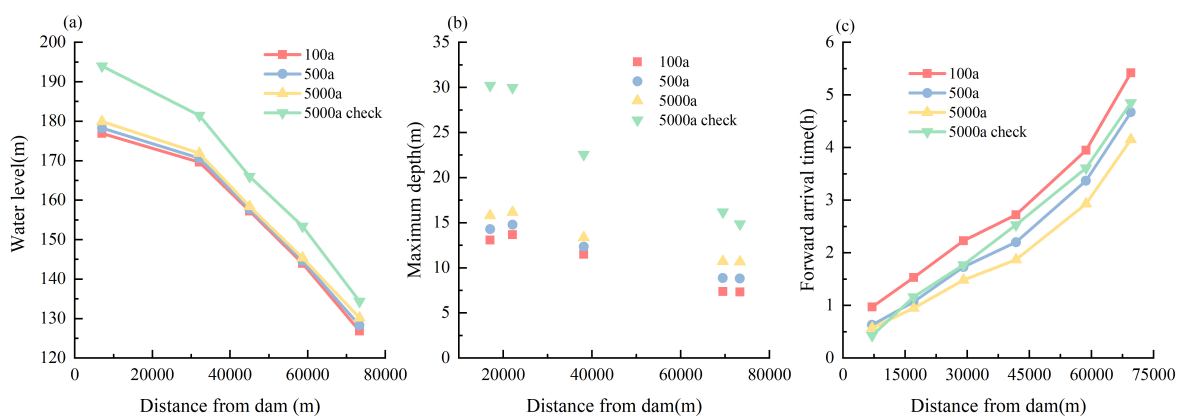 (a)
200
190
180
170
160
150
140
130
120
Water level(m)
100a
500a
5000a
5000a check
0
20000
40000
60000
80000
Distance from dam (m)
(b)
35
30
25
20
15
10
5
0
Maximum depth(m)
100a
500a
5000a
5000a check
20000
40000
60000
80000
Distance from dam(m)
(c)
6
5
4
3
2
1
0
Forward arrival time(h)
100a
500a
5000a
5000a check
0
15000
30000
45000
60000
75000
Distance from dam(m)